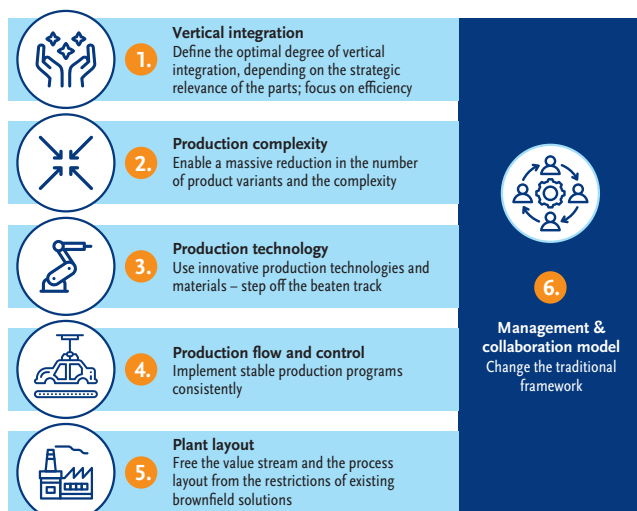 1.
Vertical integration
Define the optimal degree of vertical
integration, depending on the strategic
relevance of the parts; focus on efficiency
2.
Production complexity
Enable a massive reduction in the number
of product variants and the complexity
3.
Production technology
Use innovative production technologies and
materials – step off the beaten track
4.
Production flow and control
Implement stable production programs
consistently
5.
Plant layout
Free the value stream and the process
layout from the restrictions of existing
brownfield solutions
6.
Management &
collaboration model
Change the traditional
framework